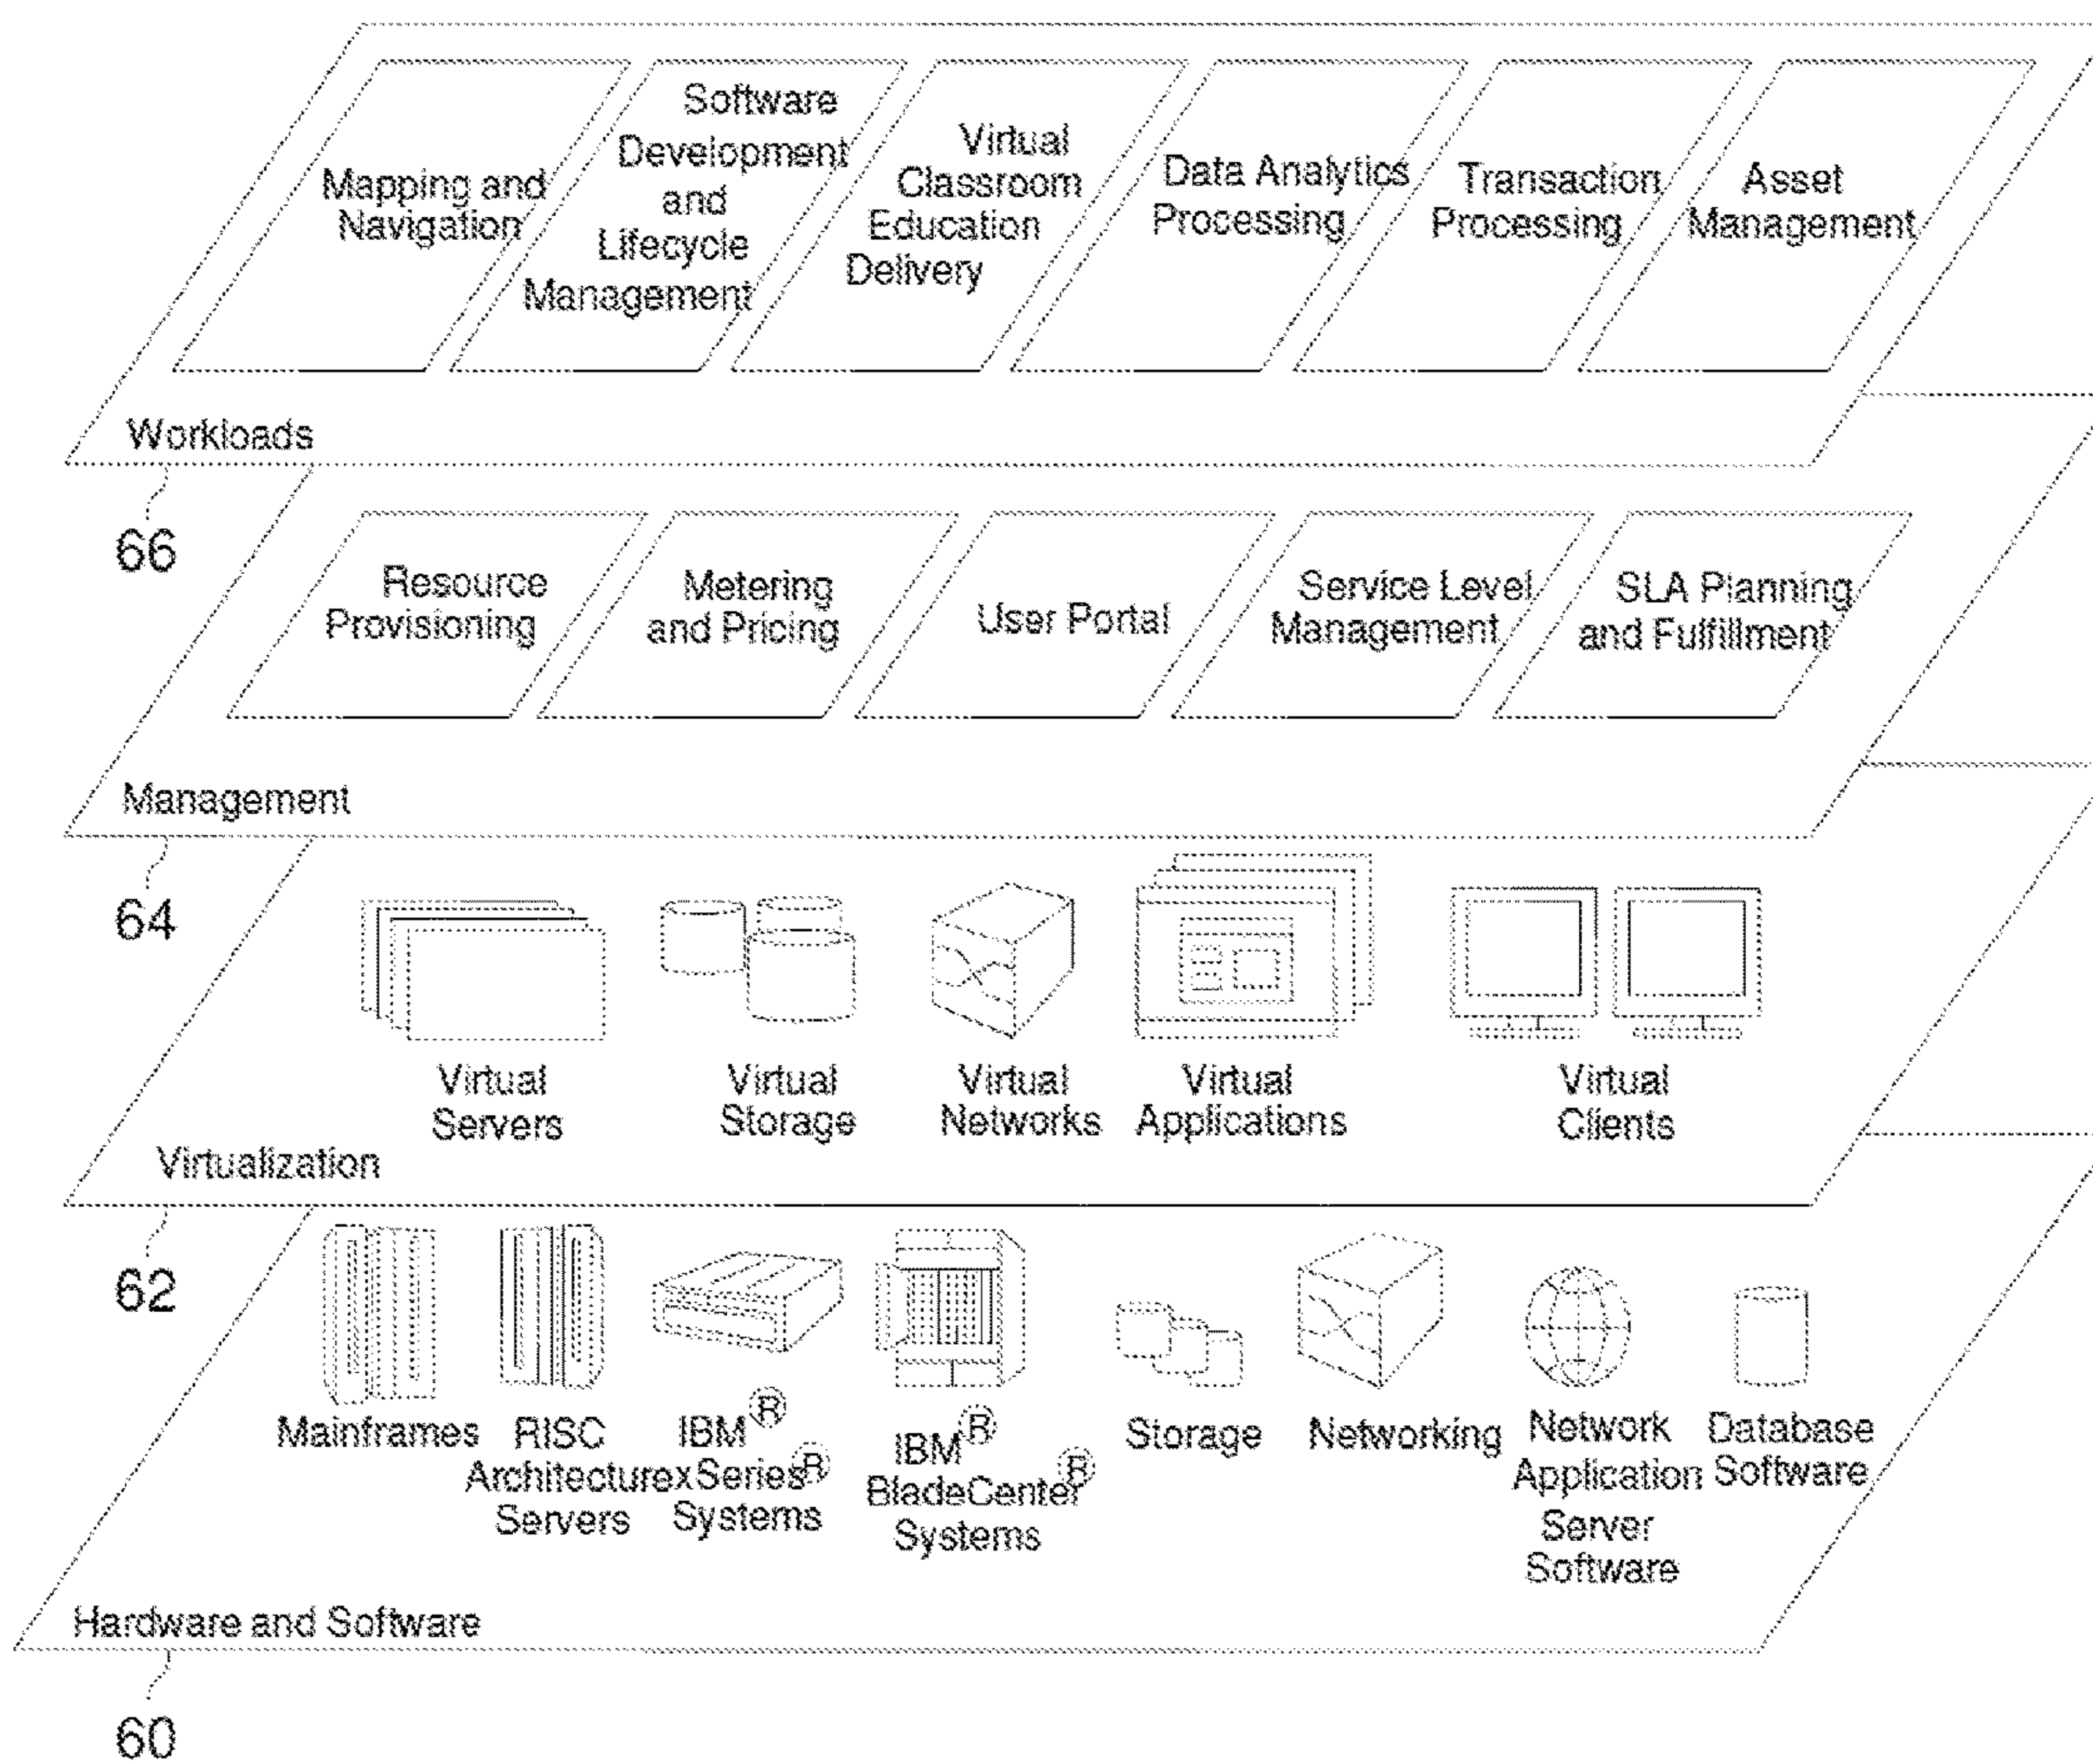 Mapping and
Navigation
Software
Development
and
Lifecycle
Management
Virtual
Classroom
Education
Delivery
Data Analytics
Processing
Transaction
Processing
Asset
Management
Workloads
66
Resource
Provisioning
Metering
and Pricing
User Portal
Service Level
Management
SLA Planning
and Fulfillment
Management
64
Virtual
Servers
Virtual
Storage
Virtual
Networks
Virtual
Applications
Virtual
Clients
Virtualization
62
Mainframes
RISC
Architecture
Servers
IBM®
xSeries®
Systems
IBM®
BladeCenter®
Systems
Storage
Networking
Network
Application
Server
Software
Database
Software
Hardware and Software
60